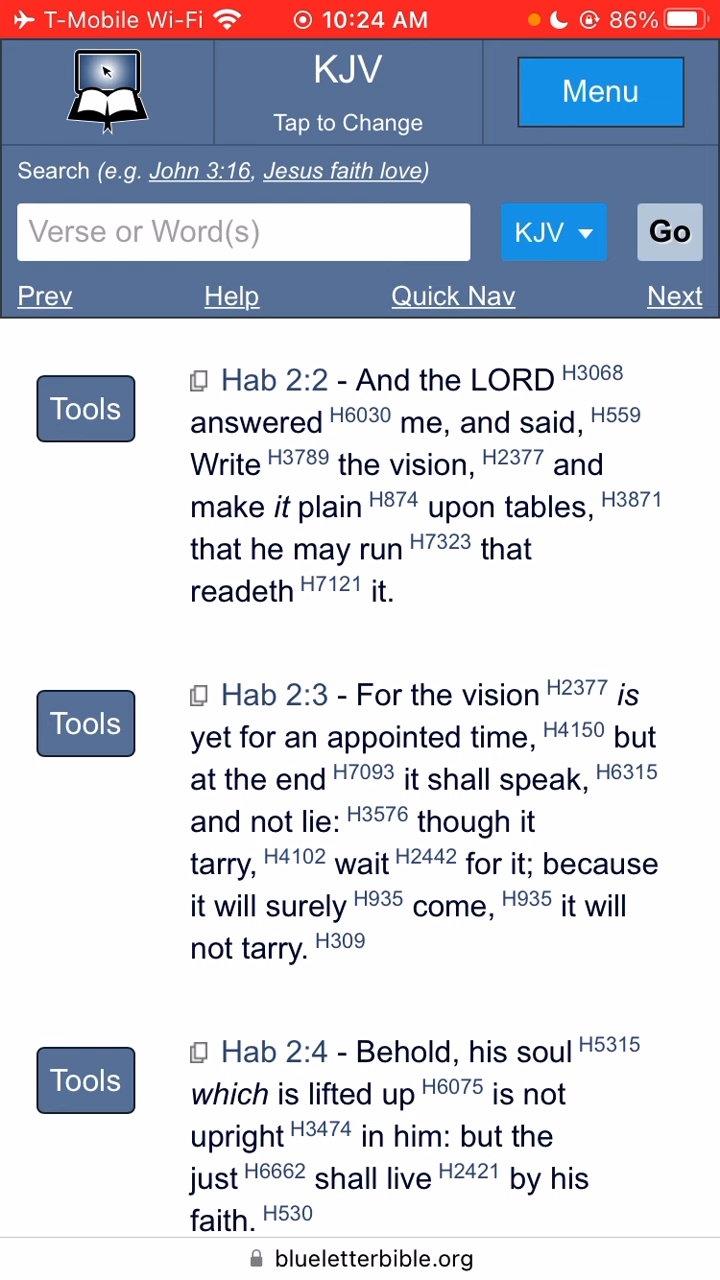 T-Mobile Wi-Fi 10:24 AM 86%
KJV
Tap to Change
Menu
Search (e.g. John 3:16, Jesus faith love)
Verse or Word(s) KJV Go
Prev Help Quick Nav Next
Tools
Hab 2:2 - And the LORD H3068
answered H6030 me, and said, H559
Write H3789 the vision, H2377 and
make it plain H874 upon tables, H3871
that he may run H7323 that
readeth H7121 it.
Tools
Hab 2:3 - For the vision H2377 is
yet for an appointed time, H4150 but
at the end H7093 it shall speak, H6315
and not lie: H3576 though it
tarry, H4102 wait H2442 for it; because
it will surely H935 come, H935 it will
not tarry. H309
Tools
Hab 2:4 - Behold, his soul H5315
which is lifted up H6075 is not
upright H3474 in him: but the
just H6662 shall live H2421 by his
faith. H530
blueletterbible.org